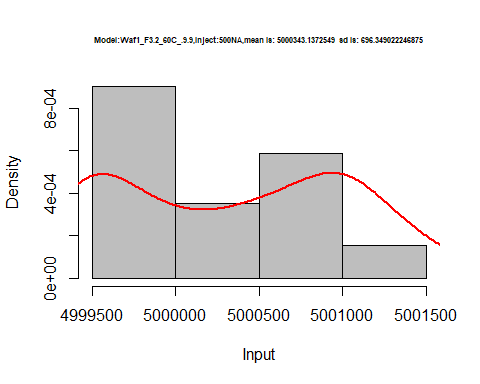 Model:Waf1_F3.2_60C_.9.9,Inject:500NA,mean is: 5000343.1372549 sd is: 696.349022246875
Density
8e-04
4e-04
0e+00
4999500 5000000 5000500 5001000 5001500
Input